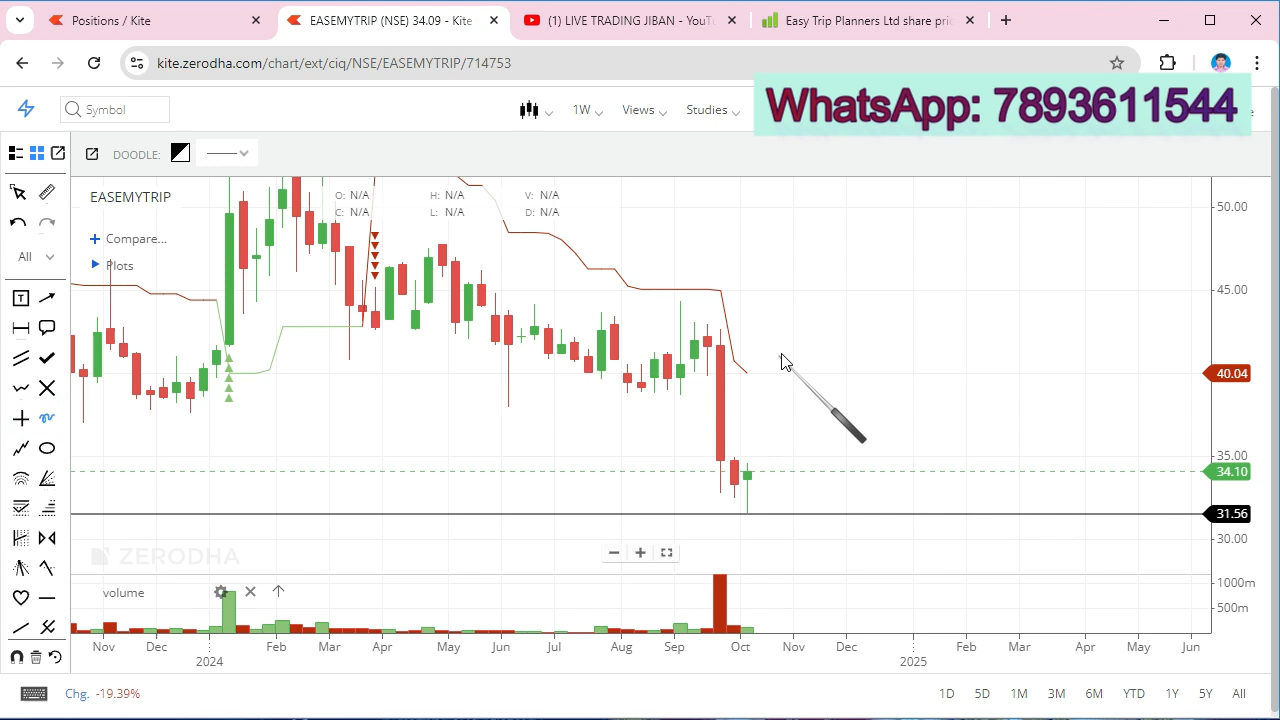 Positions / Kite
EASEMYTRIP (NSE) 34.09 - Kite
(1) LIVE TRADING JIBAN - YouTu
Easy Trip Planners Ltd share pric
kite.zerodha.com/chart/ext/ciq/NSE/EASEMYTRIP/714753
WhatsApp: 7893611544
Symbol
1W
Views
Studies
DOODLE:
EASEMYTRIP
O: N/A H: N/A V: N/A
C: N/A L: N/A D: N/A
Compare...
Plots
All
50.00
45.00
40.04
35.00
34.10
31.56
30.00
ZERODHA
volume
1000m
500m
Nov Dec Feb Mar Apr May Jun Jul Aug Sep Oct Nov Dec Feb Mar Apr May Jun
2024 2025
Chg. -19.39%
1D 5D 1M 3M 6M YTD 1Y 5Y All